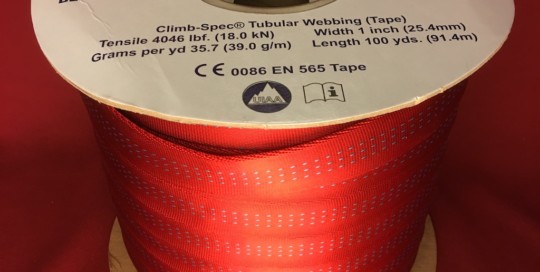 Climb-Spec® Tubular Webbing (Tape)
Tensile 4046 lbf. (18.0 kN) Width 1 inch (25.4mm)
Grams per yd 35.7 (39.0 g/m) Length 100 yds. (91.4m)
CE 0086 EN 565 Tape
UIAA
i